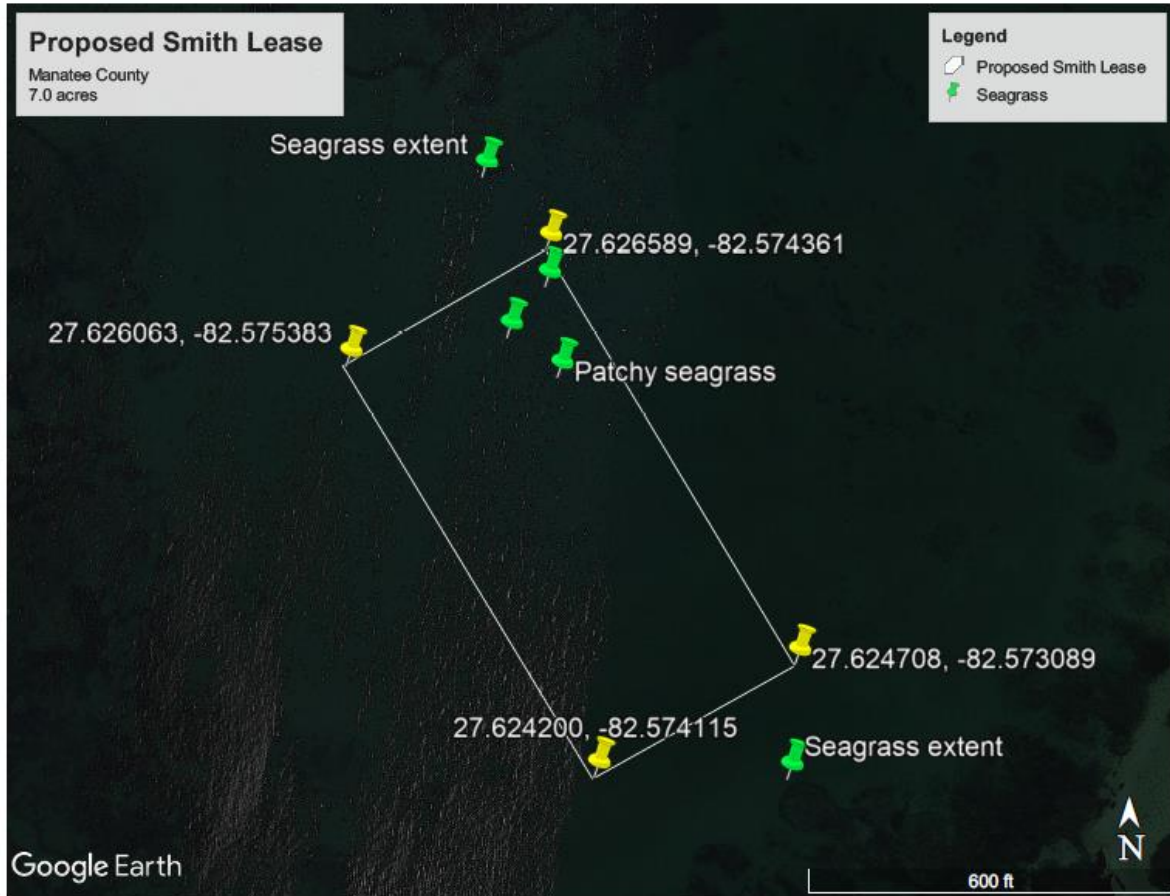 Proposed Smith Lease
Manatee County
7.0 acres
Legend
Proposed Smith Lease
Seagrass
Seagrass extent
27.626589, -82.574361
27.626063, -82.575383
Patchy seagrass
27.624708, -82.573089
27.624200, -82.574115
Seagrass extent
Google Earth
N
600 ft